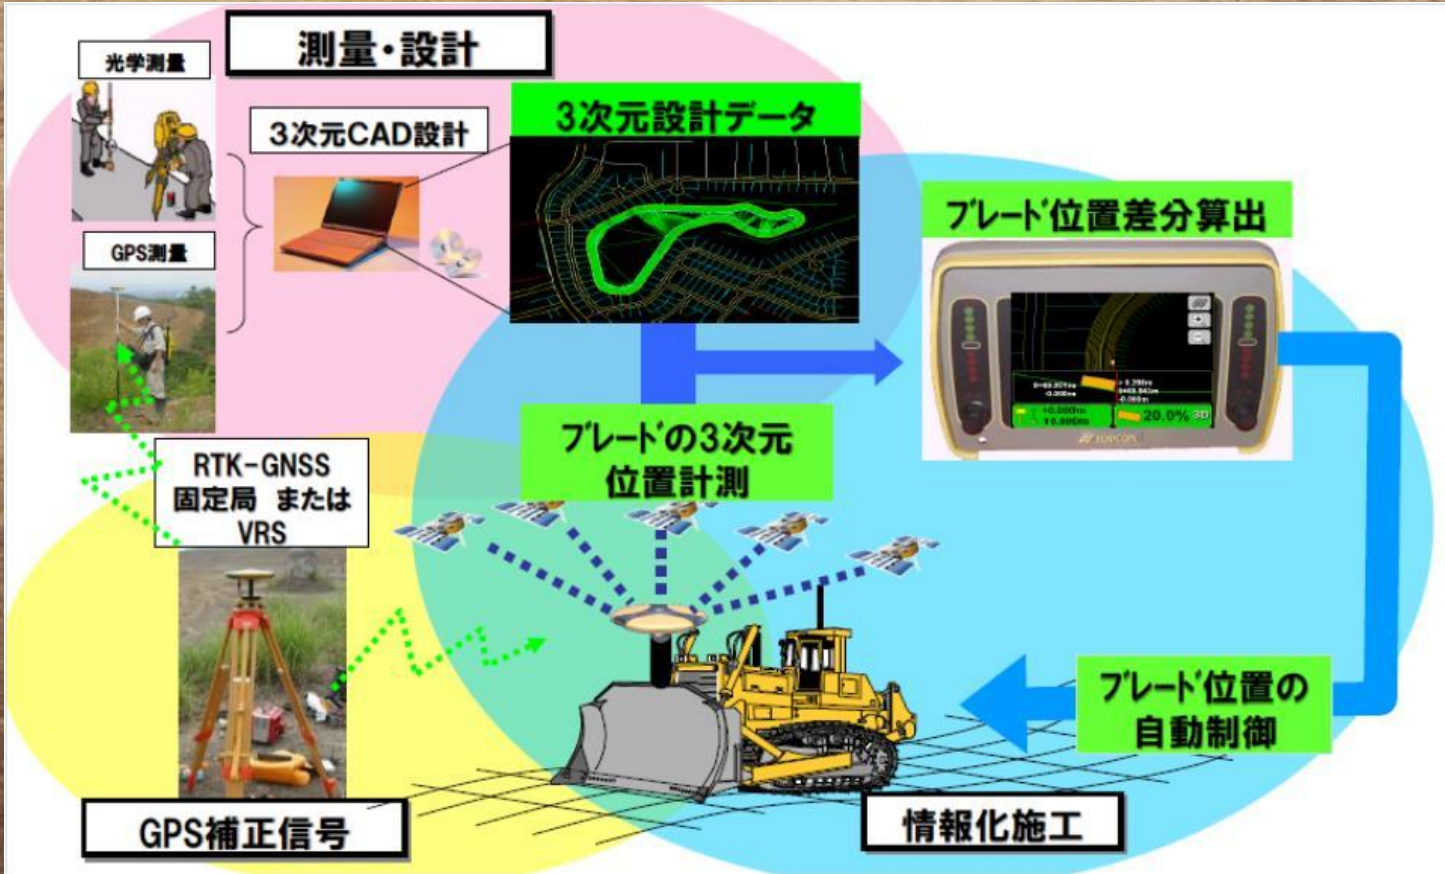 測量・設計
光学測量
3次元CAD設計
3次元設計データ
GPS測量
ブレード位置差分算出
20.0%
3D
TOPCON
ブレードの3次元
位置計測
RTK-GNSS
固定局 または
VRS
ブレード位置の
自動制御
GPS補正信号
情報化施工